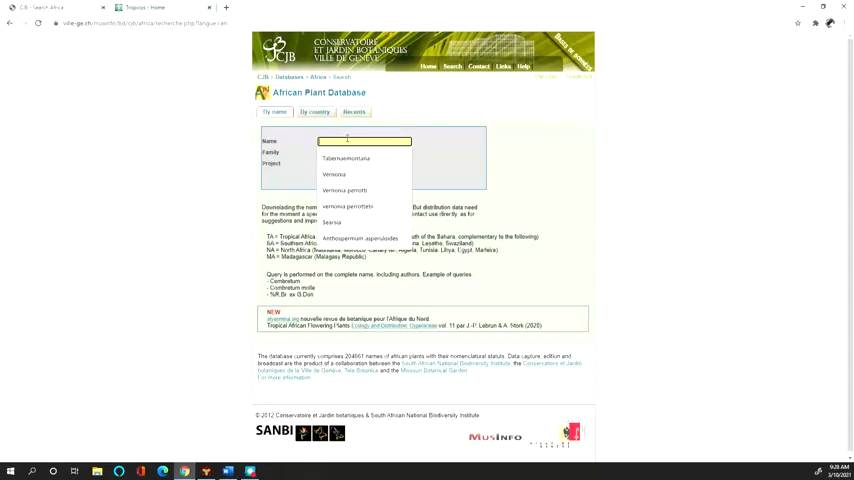 CJB - Search Africa
Tropicos - Home
ville-ge.ch/musinfo/bd/cjb/africa/recherche.php?langue=an
CONSERVATOIRE
ET JARDIN BOTANIQUES
VILLE DE GENÈVE
CJB
Home Search Contact Links Help
CJB - Databases - Africa - Search
African Plant Database
By name By country Recents
Name
Family
Project
Tabernaemontana
Vernonia
Vernonia perrotti
vernonia perrottetii
Searsia
Anthospermum asperuloides
Downloading the nom But distribution data need
for the moment a spec contact use directly, as for
suggestions and impro
TA = Tropical Africa outh of the Sahara, complementary to the following)
SA = Southern Afric ana, Lesotho, Swaziland)
NA = North Africa Algeria, Tunisia, Libya, Egypt, Madeira)
MA = Madagascar (Malagasy Republic)
Query is performed on the complete name, including authors. Example of queries
- Combretum
- Combretum molle
- %R.Br. ex G.Don
NEW
alyasmina.org nouvelle revue de botanique pour l'Afrique du Nord.
Tropical African Flowering Plants Ecology and Distribution, Cyperaceae vol. 11 par J.-P. Lebrun & A. Stork (2020)
The database currently comprises 204661 names of african plants with their nomenclatural status. Data capture, edition and
broadcast are the product of a collaboration between the South African National Biodiversity Institute, the Conservatoire et Jardin
botaniques de la Ville de Genève, Tela Botanica and the Missouri Botanical Garden
For more information
© 2012 Conservatoire et Jardin botaniques & South African National Biodiversity Institute
SANBI
MUSINFO
9:28 AM
3/10/2021